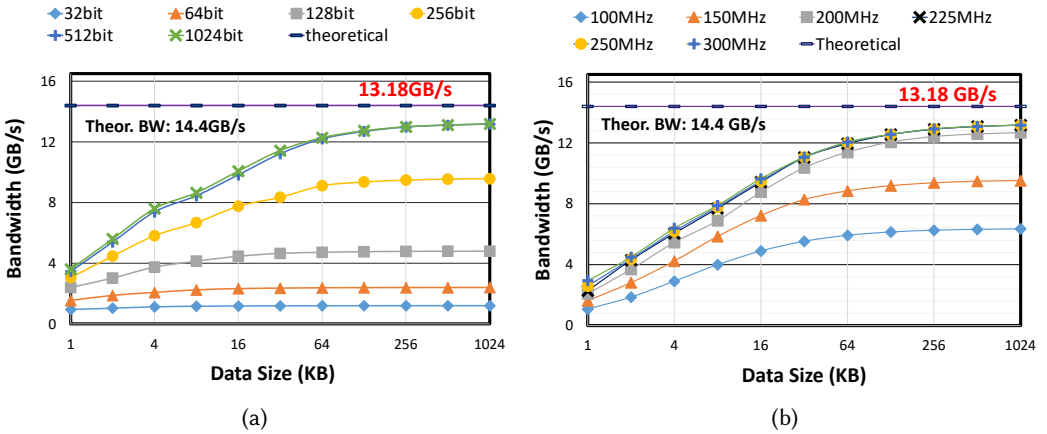 32bit 64bit 128bit 256bit
512bit 1024bit theoretical
16
12
8
4
0
Bandwidth (GB/s)
13.18GB/s
Theor. BW: 14.4GB/s
1 4 16 64 256 1024
Data Size (KB)
(a)
100MHz 150MHz 200MHz 225MHz
250MHz 300MHz Theoretical
16
12
8
4
0
Bandwidth (GB/s)
13.18 GB/s
Theor. BW: 14.4 GB/s
1 4 16 64 256 1024
Data Size (KB)
(b)